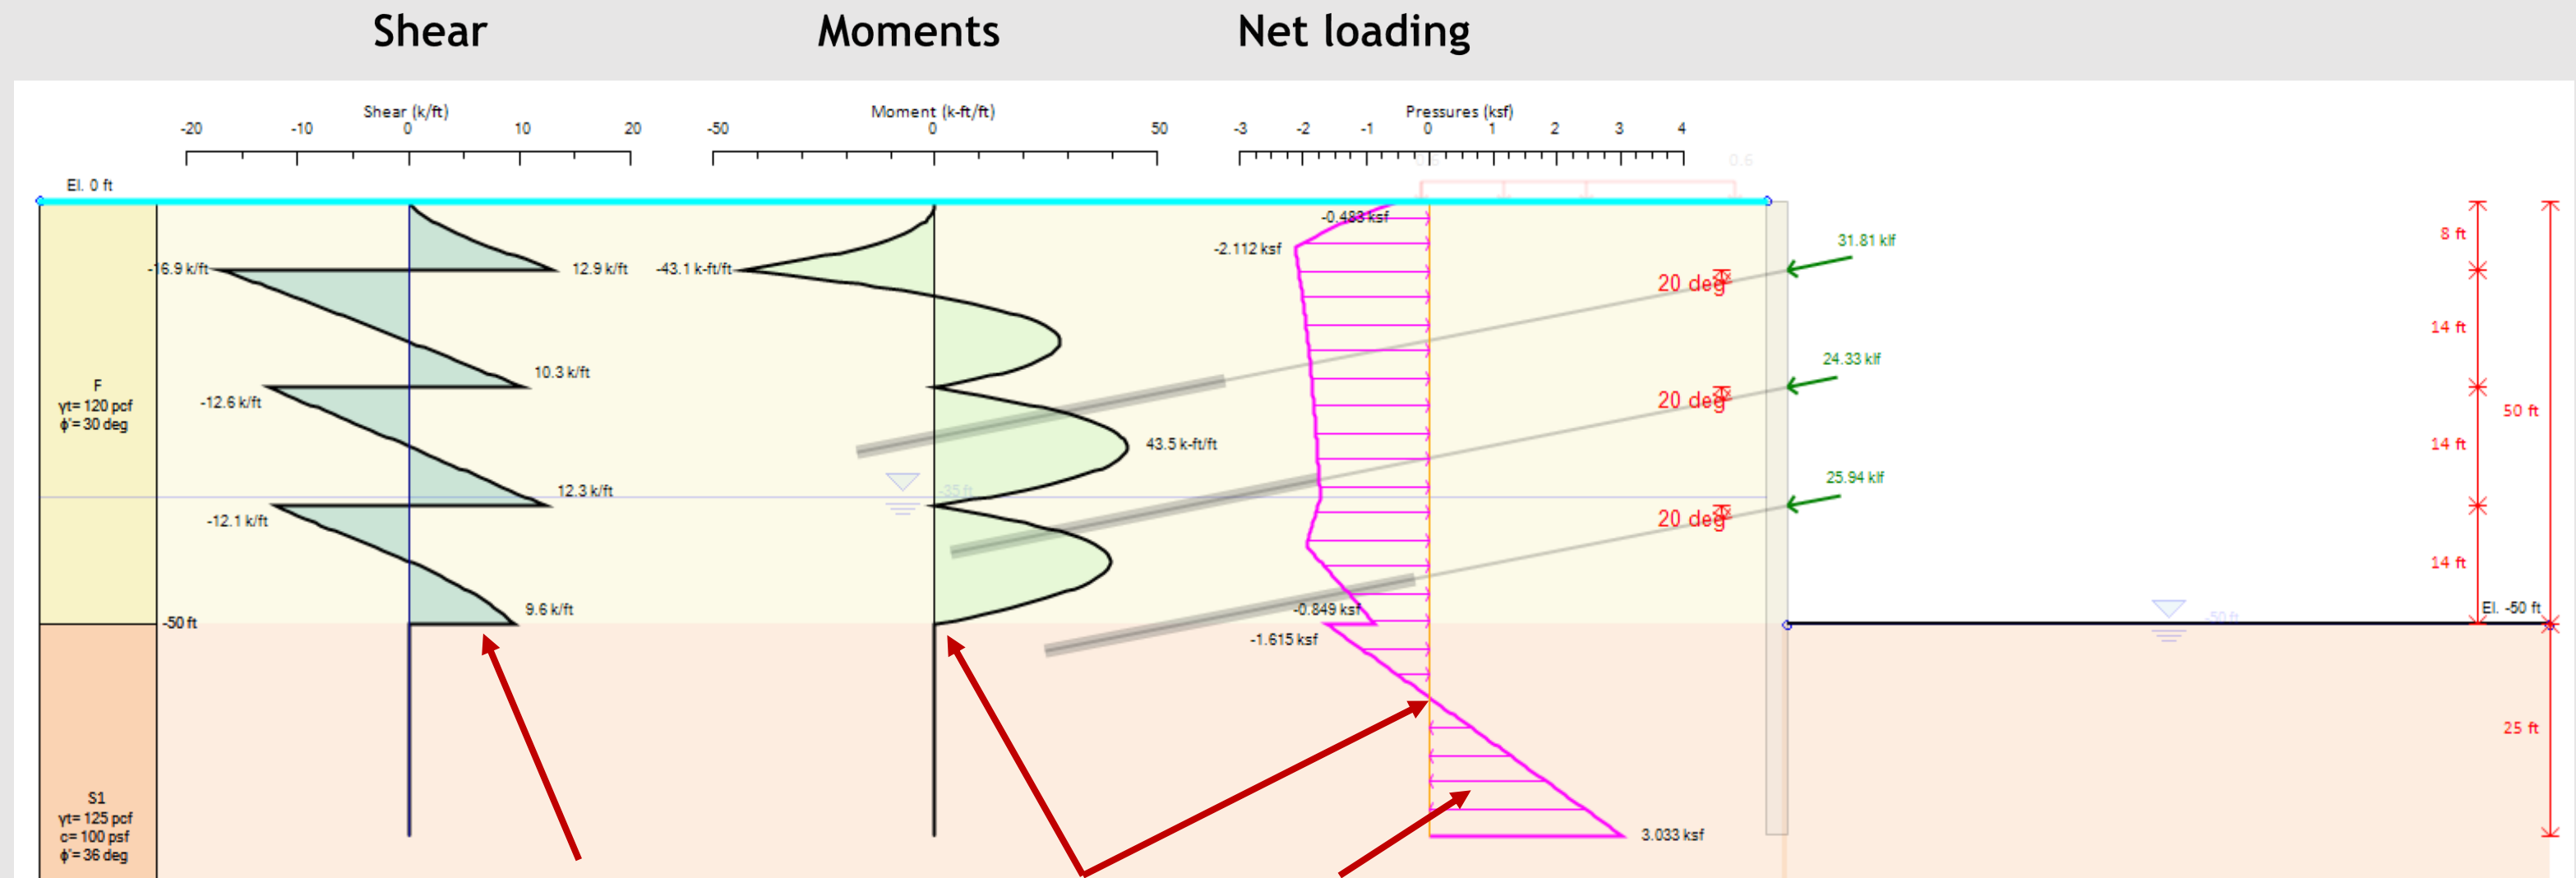 Shear Moments Net loading
Shear (k/ft) Moment (k-ft/ft) Pressures (ksf)
-20 -10 0 10 20 -50 0 50 -3 -2 -1 0 1 2 3 4
0.6
El. 0 ft
-0.483 ksf
8 ft
31.81 klf
-2.112 ksf
-16.9 k/ft 12.9 k/ft -43.1 k-ft/ft
20 deg
14 ft
24.33 klf
10.3 k/ft
F
γt= 120 pcf
ϕ'= 30 deg
-12.6 k/ft
20 deg
50 ft
43.5 k-ft/ft
14 ft
25.94 klf
12.3 k/ft
-35 ft
-12.1 k/ft
20 deg
14 ft
9.6 k/ft
-0.849 ksf
El. -50 ft
-50 ft
-50 ft
-1.615 ksf
25 ft
S1
γt= 125 pcf
c= 100 psf
ϕ'= 36 deg
3.033 ksf